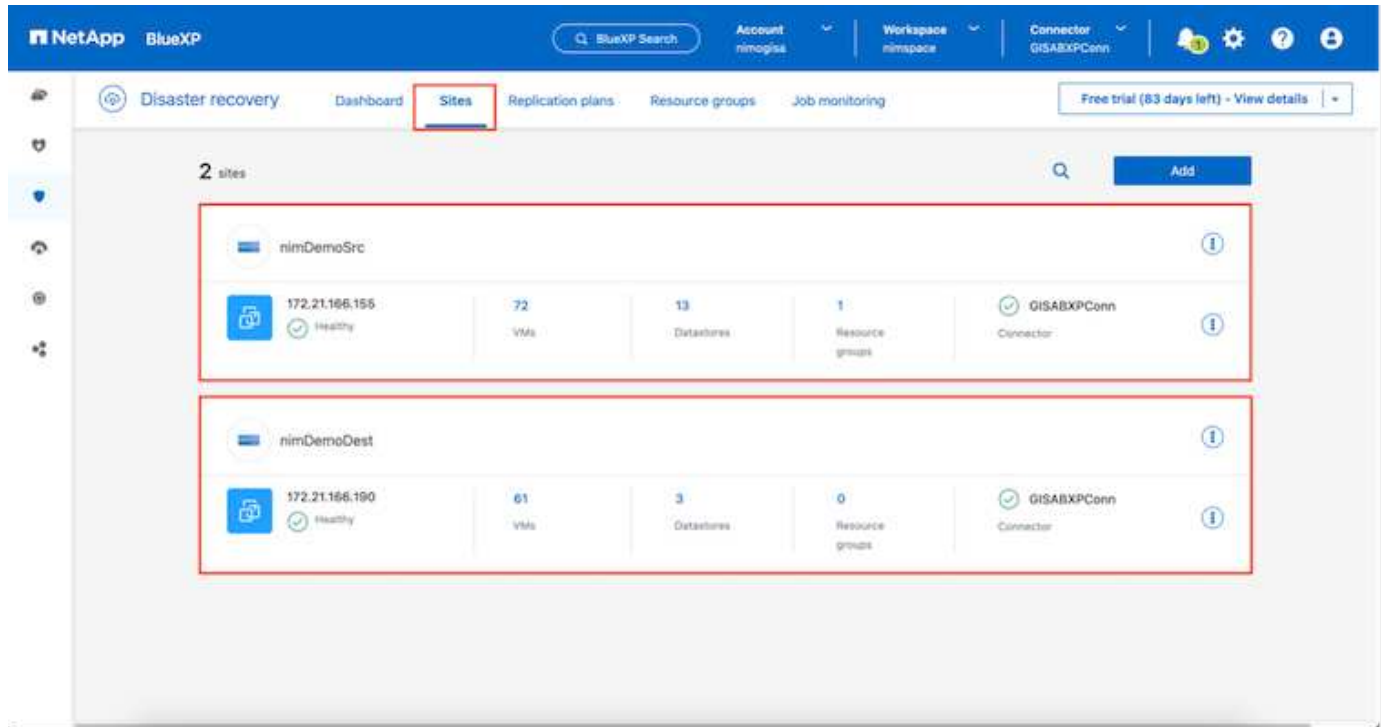 NetApp BlueXP
BlueXP Search
Account
nimogisa
Workspace
nimspace
Connector
GISABXPConn
1
Disaster recovery
Dashboard
Sites
Replication plans
Resource groups
Job monitoring
Free trial (83 days left) - View details
2 sites
Add
nimDemoSrc
172.21.166.155
Healthy
72
VMs
13
Datastores
1
Resource
groups
GISABXPConn
Connector
nimDemoDest
172.21.166.190
Healthy
61
VMs
3
Datastores
0
Resource
groups
GISABXPConn
Connector